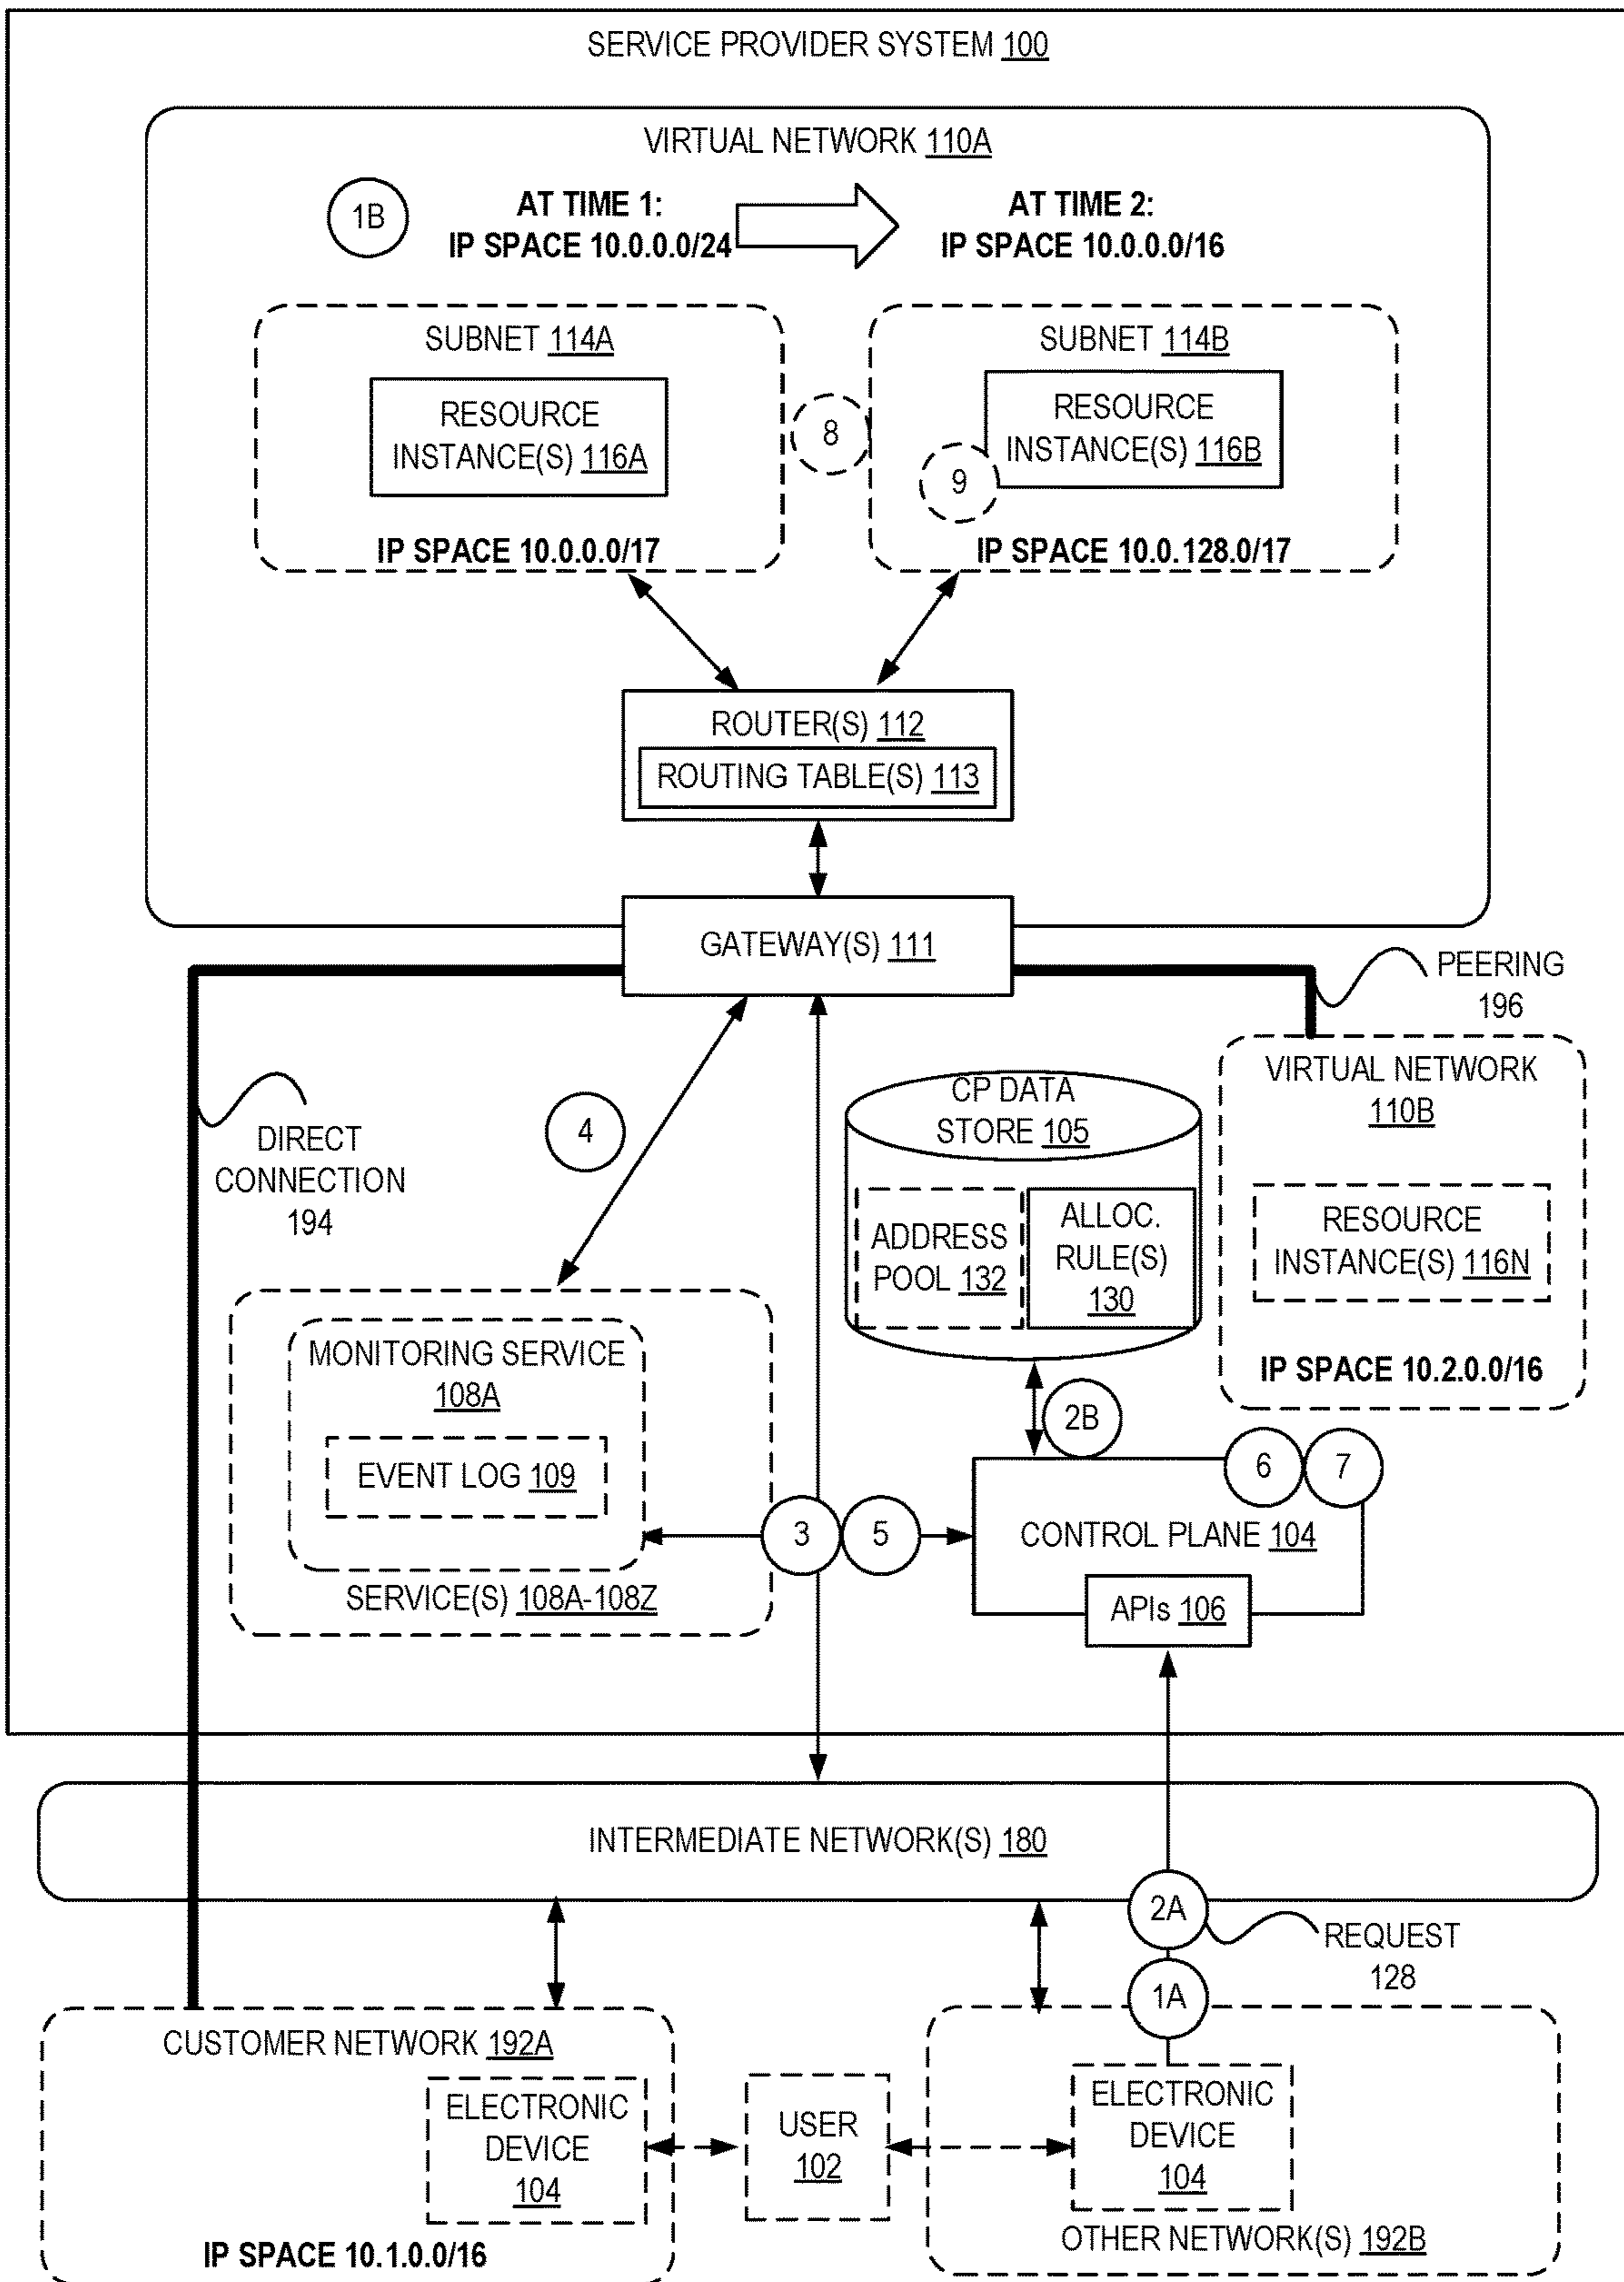 SERVICE PROVIDER SYSTEM 100
VIRTUAL NETWORK 110A
1B
AT TIME 1:
IP SPACE 10.0.0.0/24
AT TIME 2:
IP SPACE 10.0.0.0/16
SUBNET 114A
RESOURCE
INSTANCE(S) 116A
IP SPACE 10.0.0.0/17
8
SUBNET 114B
RESOURCE
INSTANCE(S) 116B
9
IP SPACE 10.0.128.0/17
ROUTER(S) 112
ROUTING TABLE(S) 113
GATEWAY(S) 111
PEERING
196
DIRECT
CONNECTION
194
4
CP DATA
STORE 105
ADDRESS
POOL 132
ALLOC.
RULE(S)
130
VIRTUAL NETWORK
110B
RESOURCE
INSTANCE(S) 116N
IP SPACE 10.2.0.0/16
MONITORING SERVICE
108A
EVENT LOG 109
SERVICE(S) 108A-108Z
2B
3
5
6
7
CONTROL PLANE 104
APIs 106
INTERMEDIATE NETWORK(S) 180
2A
REQUEST
128
1A
CUSTOMER NETWORK 192A
ELECTRONIC
DEVICE
104
IP SPACE 10.1.0.0/16
USER
102
ELECTRONIC
DEVICE
104
OTHER NETWORK(S) 192B